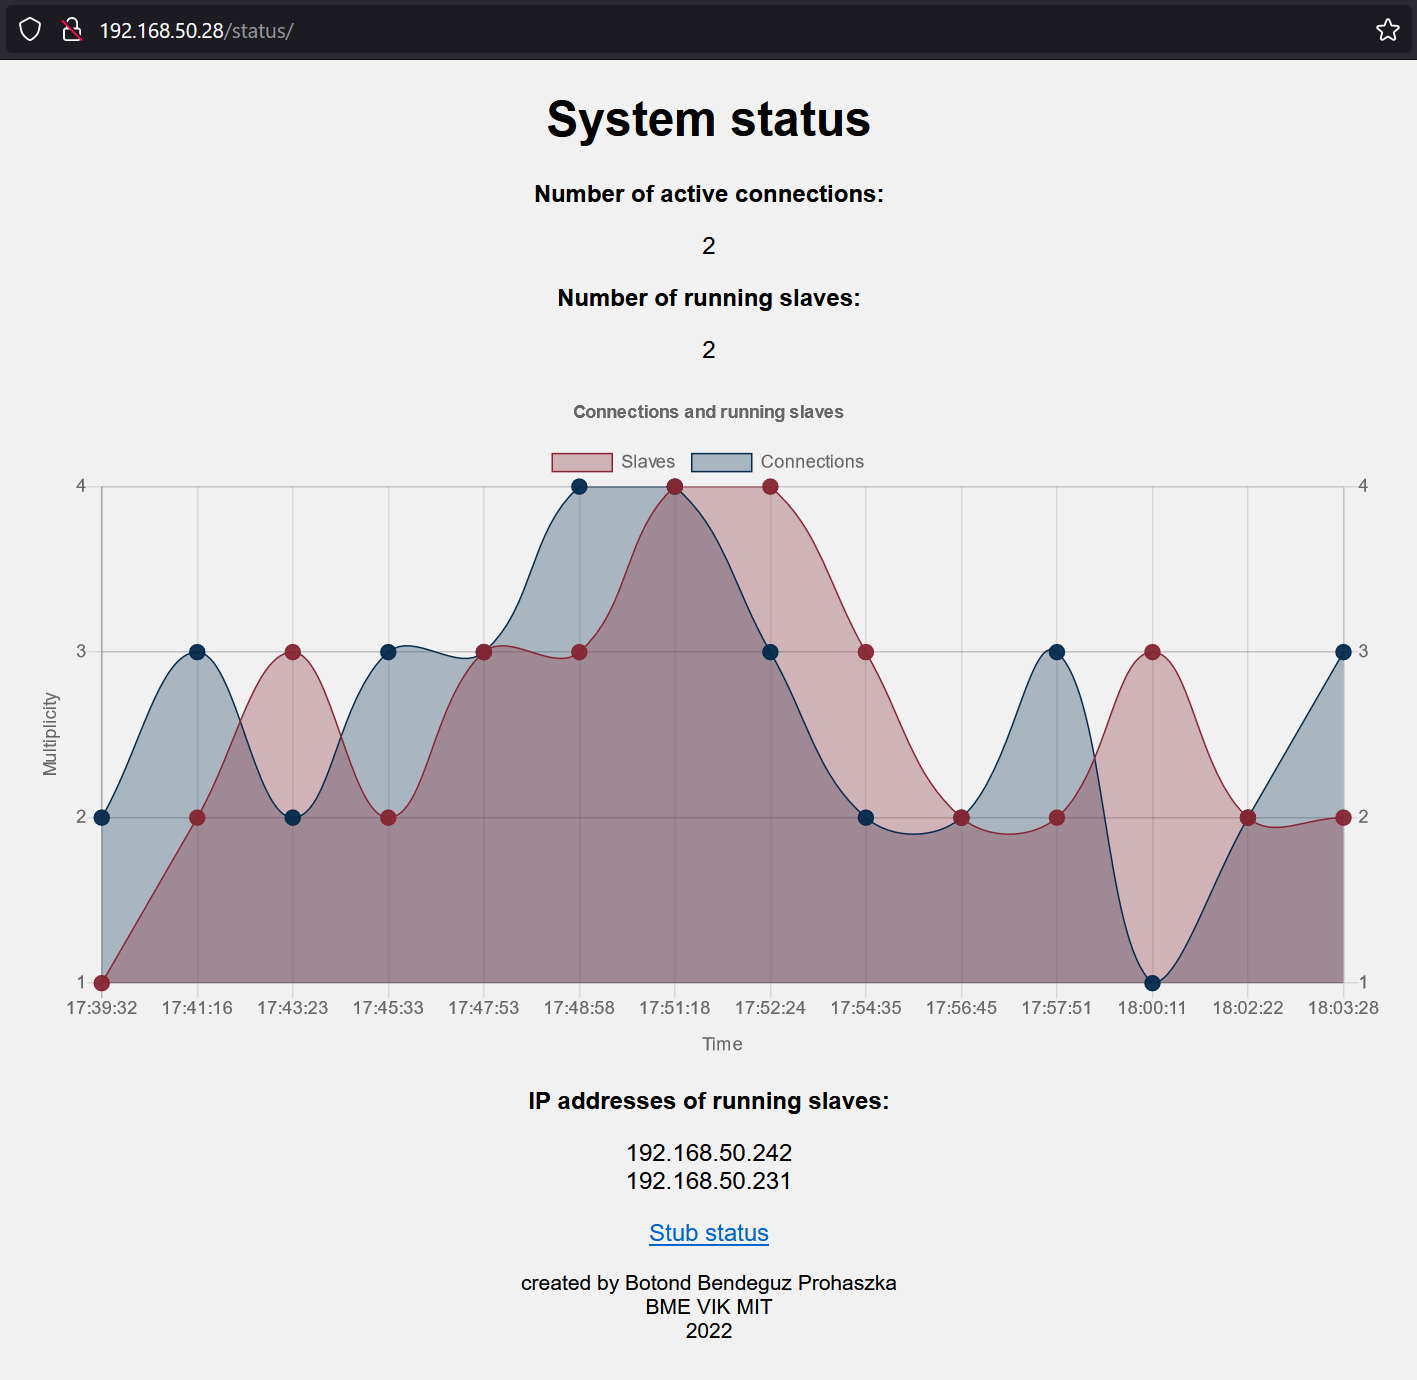 192.168.50.28/status/
System status
Number of active connections:
2
Number of running slaves:
2
Connections and running slaves
Slaves Connections
4 4
3 3
Multiplicity
2 2
1 1
17:39:32 17:41:16 17:43:23 17:45:33 17:47:53 17:48:58 17:51:18 17:52:24 17:54:35 17:56:45 17:57:51 18:00:11 18:02:22 18:03:28
Time
IP addresses of running slaves:
192.168.50.242
192.168.50.231
Stub status
created by Botond Bendeguz Prohaszka
BME VIK MIT
2022